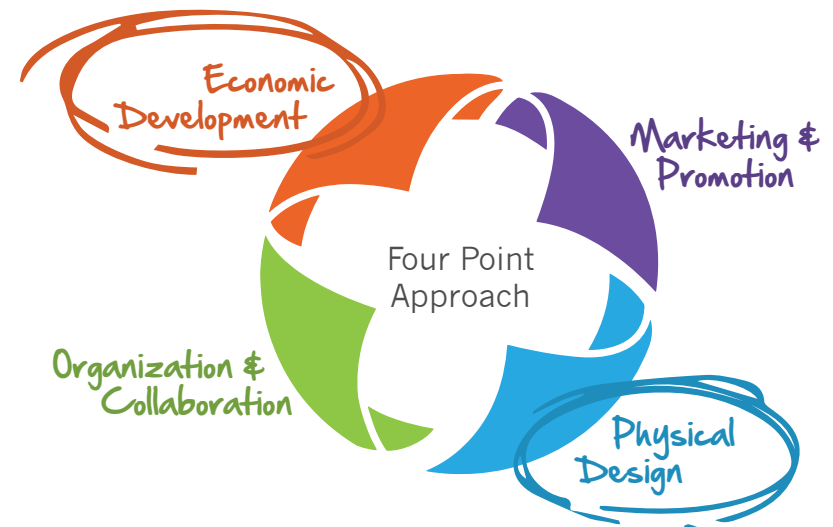 Economic
Development
Marketing &
Promotion
Four Point
Approach
Organization &
Collaboration
Physical
Design